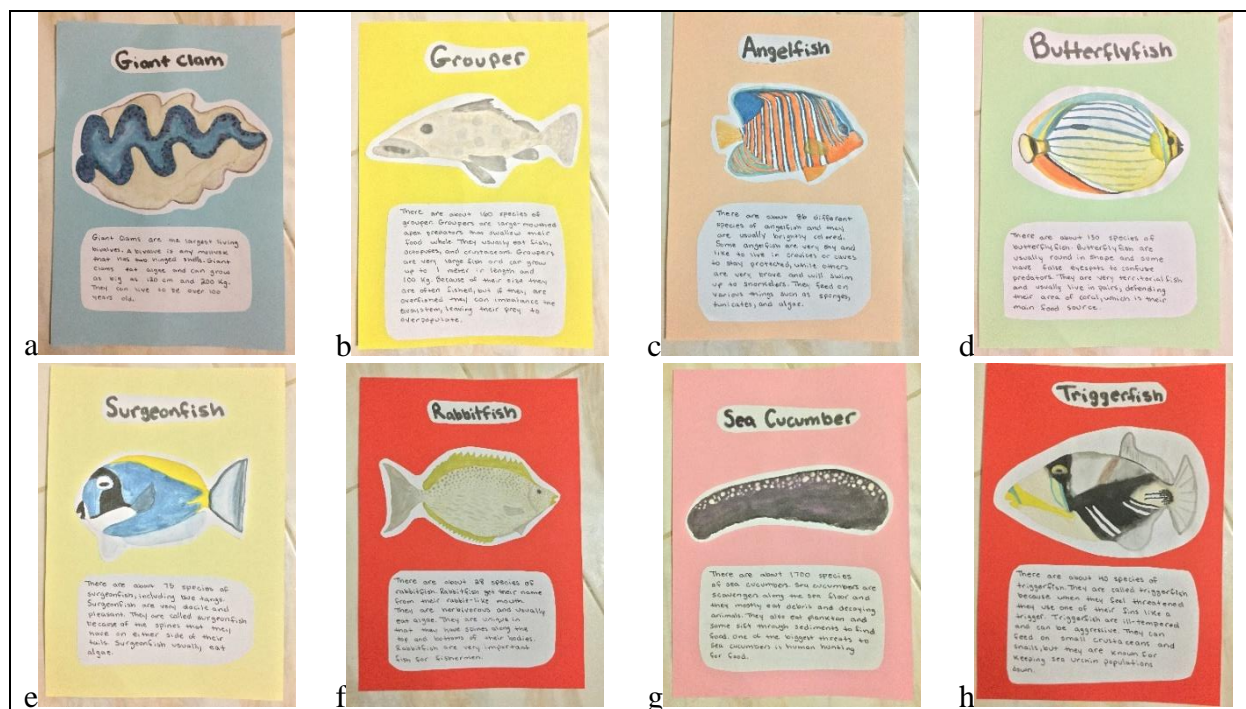 Giant Clam
Giant Clams are the largest living
bivalves. A bivalve is any mollusk
that has two hinged shells. Giant
clams eat algae and can grow
as big as 120 cm and 200 Kg.
They can live to be over 100
years old.
a
Grouper
There are about 160 species of
grouper. Groupers are large-mouthed
apex predators that swallow their
food whole. They usually eat fish,
octopuses, and crustaceans. Groupers
are very large fish and can grow
up to 1 meter in length and
100 Kg. Because of their size they
are often fished, but if they are
overfished they can imbalance the
ecosystem, leaving their prey to
overpopulate.
b
Angelfish
There are about 86 different
species of angelfish and they
are usually brightly colored.
Some angelfish are very shy and
like to live in crevices or caves
to stay protected, while others
are very brave and will swim
up to snorkelers. They feed on
various things such as sponges,
tunicates, and algae.
c
Butterflyfish
There are about 130 species of
butterflyfish. Butterflyfish are
usually round in shape and some
have false eyespots to confuse
predators. They are very territorial fish
and usually live in pairs, defending
their area of coral, which is their
main food source.
d
Surgeonfish
There are about 75 species of
surgeonfish, including blue tangs.
Surgeonfish are very docile and
pleasant. They are called surgeonfish
because of the spines that they
have on either side of their
tails. Surgeonfish usually eat
algae.
e
Rabbitfish
There are about 28 species of
rabbitfish. Rabbitfish get their name
from their rabbit-like mouth.
They are herbivorous and usually
eat algae. They are unique in
that they have spines along the
top and bottoms of their bodies.
Rabbitfish are very important
fish for fishermen.
f
Sea Cucumber
There are about 1700 species
of sea cucumbers. Sea cucumbers are
scavengers along the sea floor and
they mostly eat debris and decaying
animals. They also eat plankton and
some sift through sediments to find
food. One of the biggest threats to
sea cucumbers is human hunting
for food.
g
Triggerfish
There are about 40 species of
triggerfish. They are called triggerfish
because when they feel threatened
they use one of their fins like a
trigger. Triggerfish are ill-tempered
and can be aggressive. They can
feed on small crustaceans and
snails, but they are known for
keeping sea urchin populations
down.
h